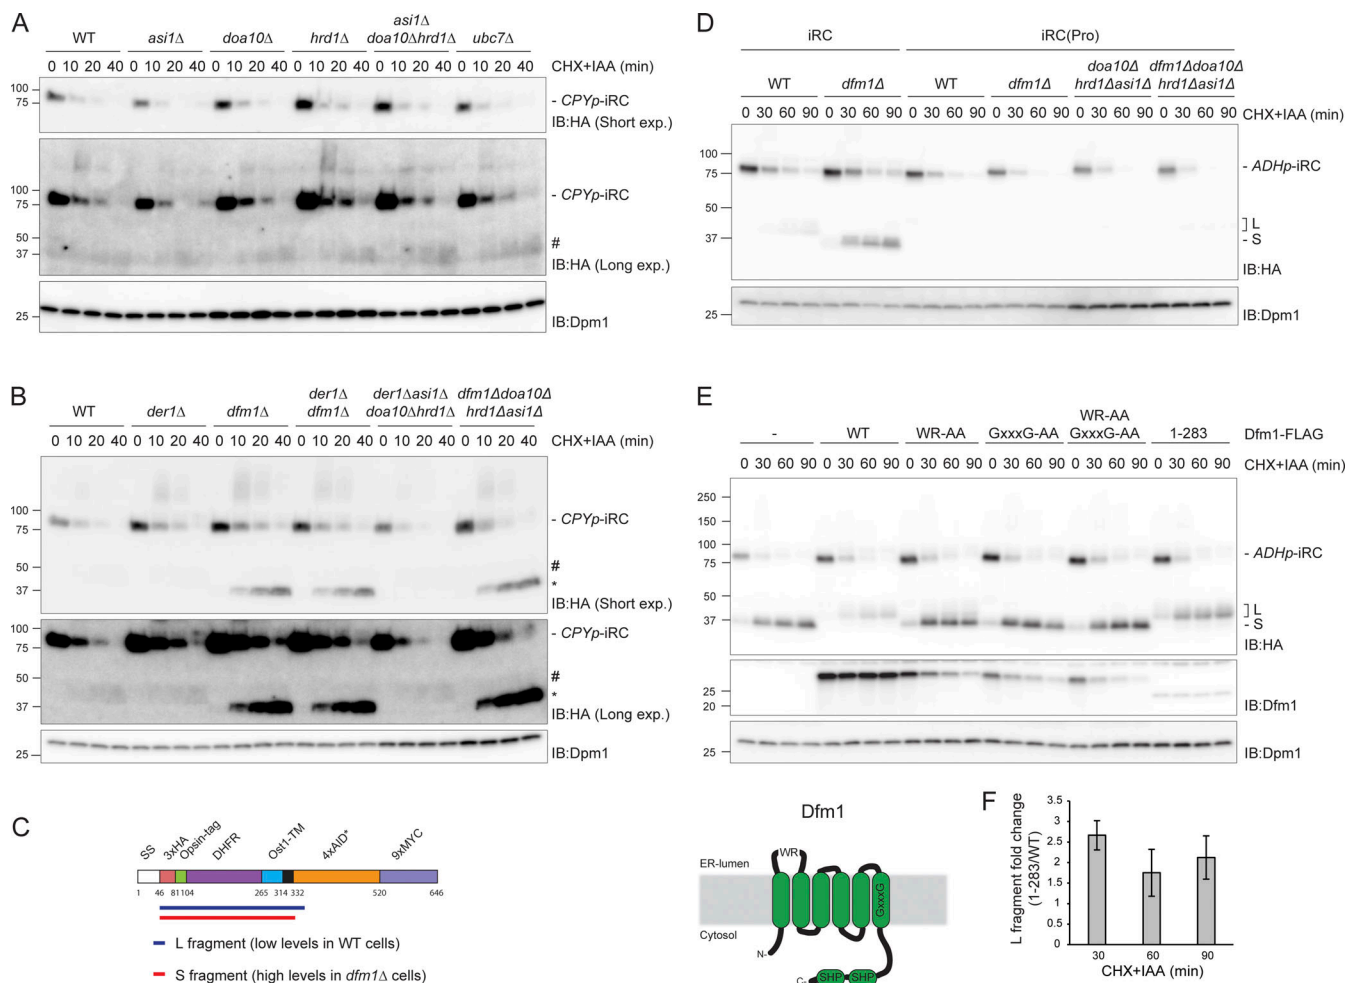 A
WT asi1Δ doa10Δ hrd1Δ asi1Δ doa10Δhrd1Δ ubc7Δ
0 10 20 40 0 10 20 40 0 10 20 40 0 10 20 40 0 10 20 40 0 10 20 40 CHX+IAA (min)
100
75
- CPYp-iRC
IB:HA (Short exp.)
100
75
50
37
- CPYp-iRC
#
IB:HA (Long exp.)
25
IB:Dpm1
B
WT der1Δ dfm1Δ der1Δ dfm1Δ der1Δasi1Δ doa10Δhrd1Δ dfm1Δdoa10Δ hrd1Δasi1Δ
0 10 20 40 0 10 20 40 0 10 20 40 0 10 20 40 0 10 20 40 0 10 20 40 CHX+IAA (min)
100
75
50
37
- CPYp-iRC
#
*
IB:HA (Short exp.)
100
75
50
37
- CPYp-iRC
#
*
IB:HA (Long exp.)
25
IB:Dpm1
C
SS 3xHA Opsin-tag DHFR Ost1-TM 4xAID* 9xMYC
1 46 81 104 265 314 332 520 646
L fragment (low levels in WT cells)
S fragment (high levels in dfm1Δ cells)
D
iRC iRC(Pro)
WT dfm1Δ WT dfm1Δ doa10Δ hrd1Δasi1Δ dfm1Δdoa10Δ hrd1Δasi1Δ
0 30 60 90 0 30 60 90 0 30 60 90 0 30 60 90 0 30 60 90 0 30 60 90 CHX+IAA (min)
100
75
50
37
- ADHp-iRC
L
- S
IB:HA
25
IB:Dpm1
E
- WT WR-AA GxxxG-AA WR-AA GxxxG-AA 1-283 Dfm1-FLAG
0 30 60 90 0 30 60 90 0 30 60 90 0 30 60 90 0 30 60 90 0 30 60 90 CHX+IAA (min)
250
150
100
75
50
37
- ADHp-iRC
L
- S
IB:HA
25
20
IB:Dfm1
25
IB:Dpm1
Dfm1
ER-lumen
WR
GxxxG
Cytosol
N-
C-
SHP SHP
F
L fragment fold change
(1-283/WT)
3.5
3
2.5
2
1.5
1
0.5
0
30 60 90
CHX+IAA (min)